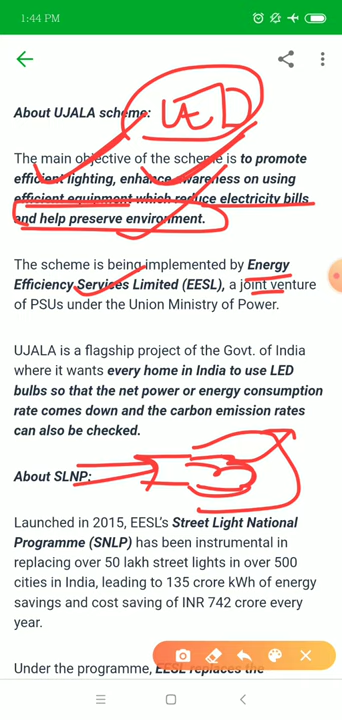 1:44 PM
About UJALA scheme:
LED
The main objective of the scheme is to promote
efficient lighting, enhance awareness on using
efficient equipment which reduce electricity bills
and help preserve environment.
The scheme is being implemented by Energy
Efficiency Services Limited (EESL), a joint venture
of PSUs under the Union Ministry of Power.
UJALA is a flagship project of the Govt. of India
where it wants every home in India to use LED
bulbs so that the net power or energy consumption
rate comes down and the carbon emission rates
can also be checked.
About SLNP:
Launched in 2015, EESL's Street Light National
Programme (SNLP) has been instrumental in
replacing over 50 lakh street lights in over 500
cities in India, leading to 135 crore kWh of energy
savings and cost saving of INR 742 crore every
year.
Under the programme, EESL replaces the